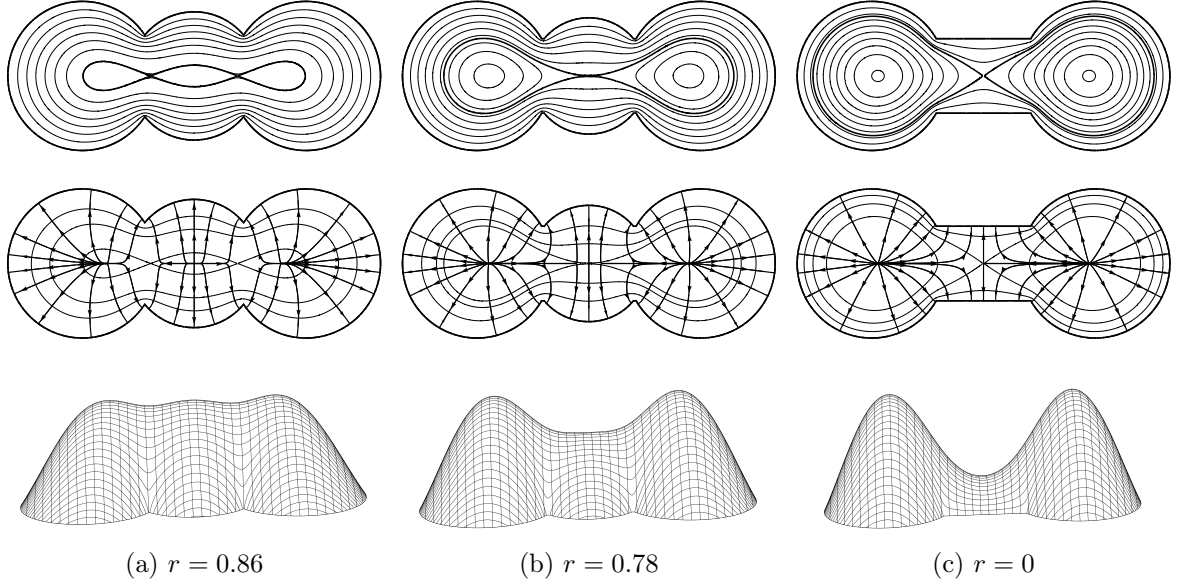 (a) r = 0.86
(b) r = 0.78
(c) r = 0